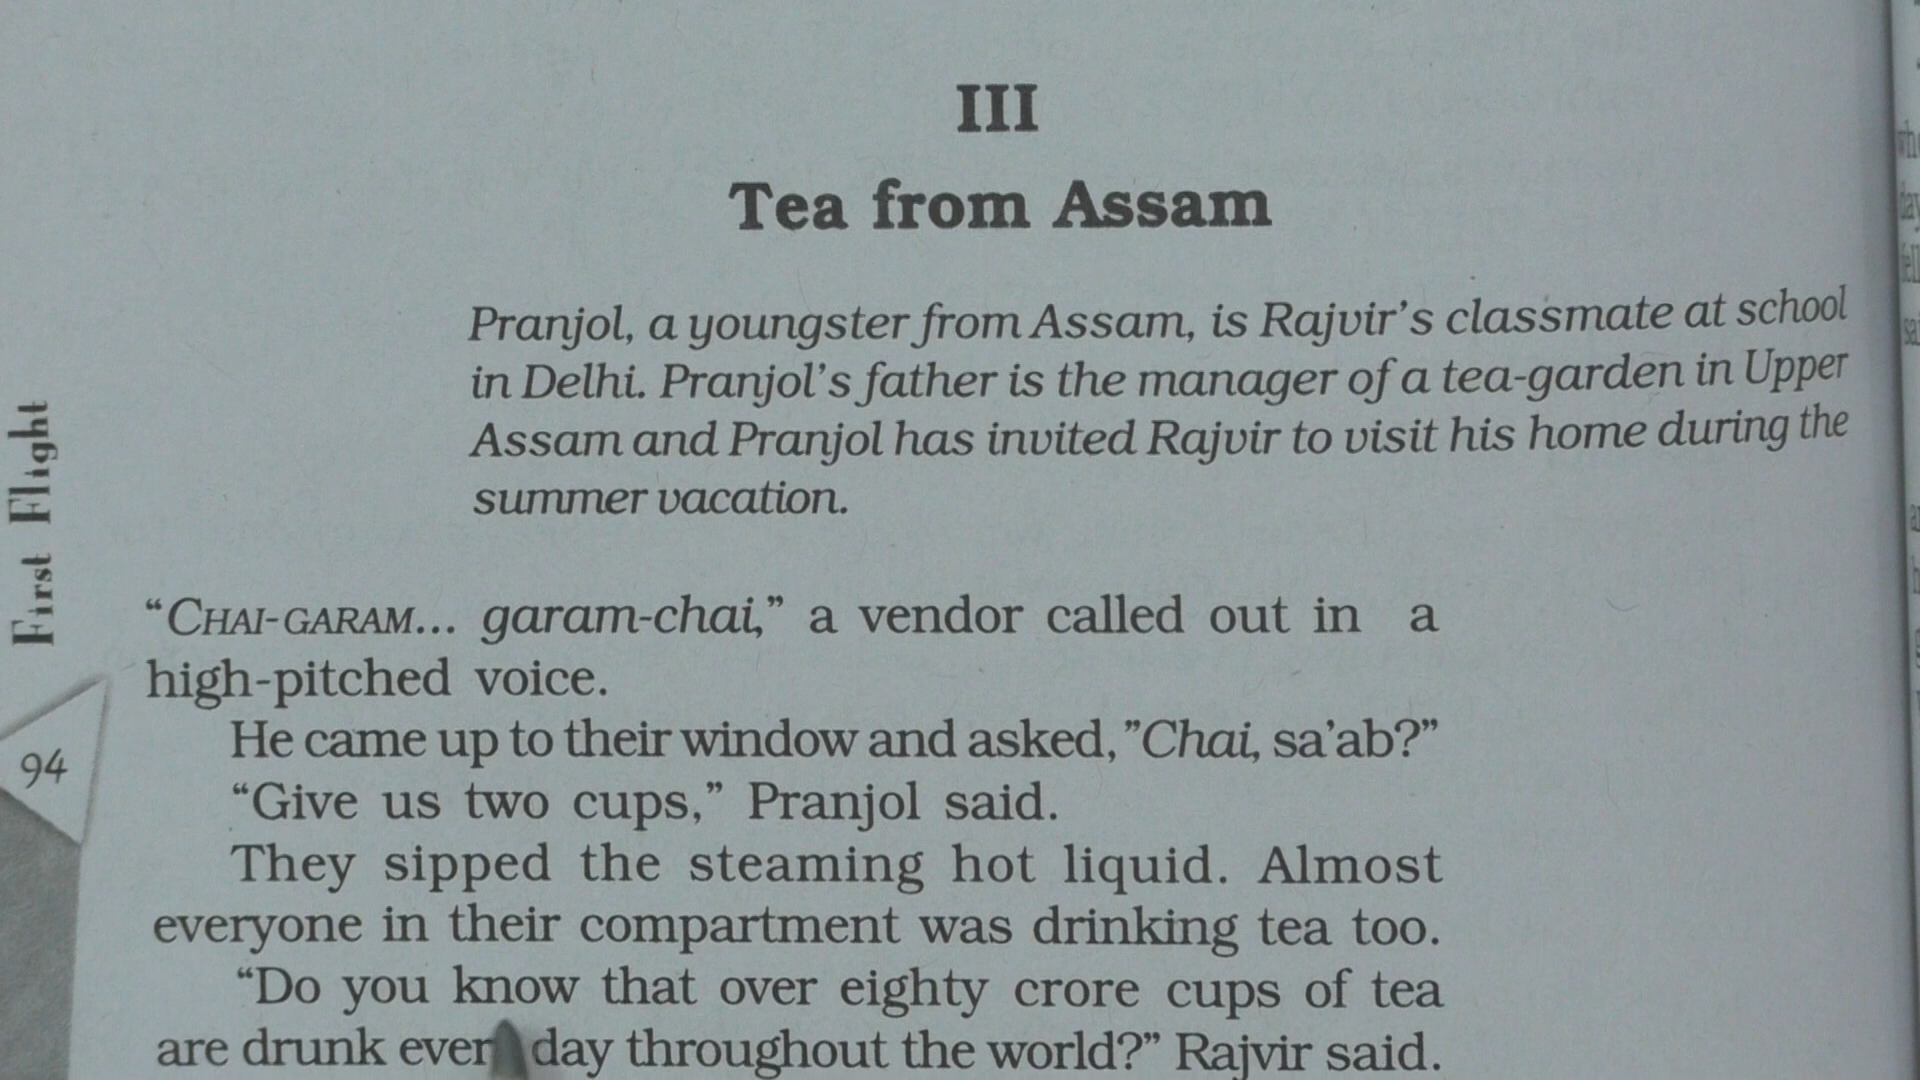 III
Tea from Assam
Pranjol, a youngster from Assam, is Rajvir's classmate at school
in Delhi. Pranjol's father is the manager of a tea-garden in Upper
Assam and Pranjol has invited Rajvir to visit his home during the
summer vacation.
First Flight
“CHAI-GARAM... garam-chai,” a vendor called out in a
high-pitched voice.
He came up to their window and asked, ”Chai, sa’ab?”
94
“Give us two cups,” Pranjol said.
They sipped the steaming hot liquid. Almost
everyone in their compartment was drinking tea too.
“Do you know that over eighty crore cups of tea
are drunk ever day throughout the world?” Rajvir said.